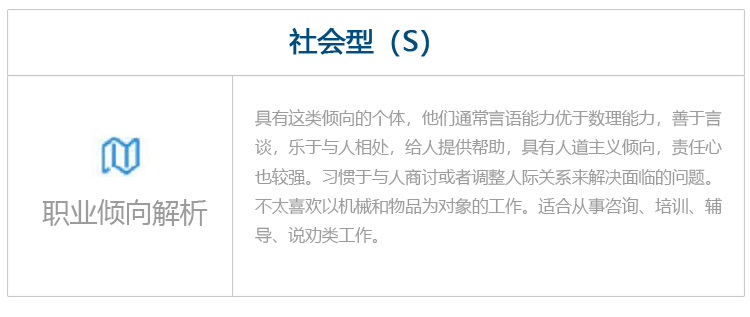 社会型（S）
职业倾向解析
具有这类倾向的个体，他们通常言语能力优于数理能力，善于言
谈，乐于与人相处，给人提供帮助，具有人道主义倾向，责任心
也较强。习惯于与人商讨或者调整人际关系来解决面临的问题。
不太喜欢以机械和物品为对象的工作。适合从事咨询、培训、辅
导、说劝类工作。